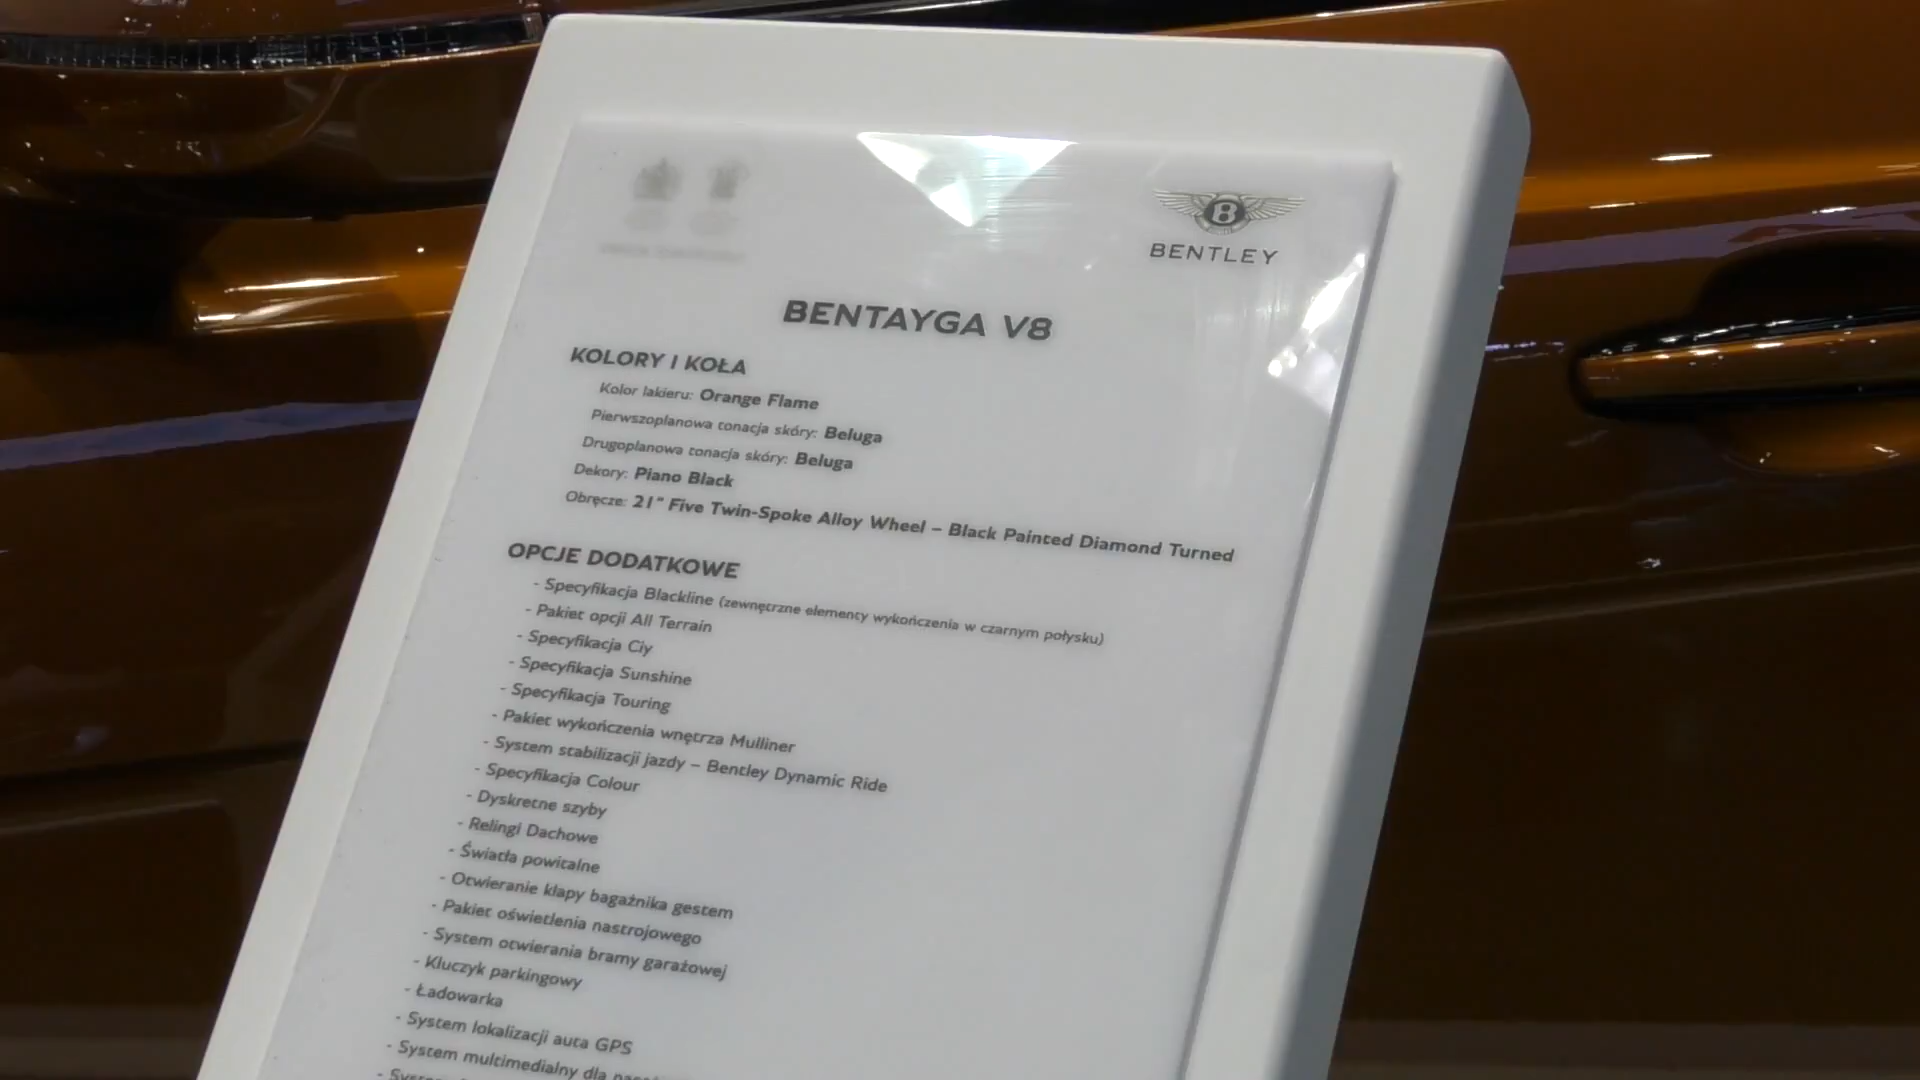 BENTLEY
BENTAYGA V8
KOLORY I KOŁA
Kolor lakieru: Orange Flame
Pierwszoplanowa tonacja skóry: Beluga
Drugoplanowa tonacja skóry: Beluga
Dekory: Piano Black
Obręcze: 21" Five Twin-Spoke Alloy Wheel – Black Painted Diamond Turned
OPCJE DODATKOWE
- Specyfikacja Blackline (zewnętrzne elementy wykończenia w czarnym połysku)
- Pakiet opcji All Terrain
- Specyfikacja Ciy
- Specyfikacja Sunshine
- Specyfikacja Touring
- Pakiet wykończenia wnętrza Mulliner
- System stabilizacji jazdy – Bentley Dynamic Ride
- Specyfikacja Colour
- Dyskretne szyby
- Relingi Dachowe
- Światła powitalne
- Otwieranie klapy bagażnika gestem
- Pakiet oświetlenia nastrojowego
- System otwierania bramy garażowej
- Kluczyk parkingowy
- Ładowarka
- System lokalizacji auta GPS
- System multimedialny dla